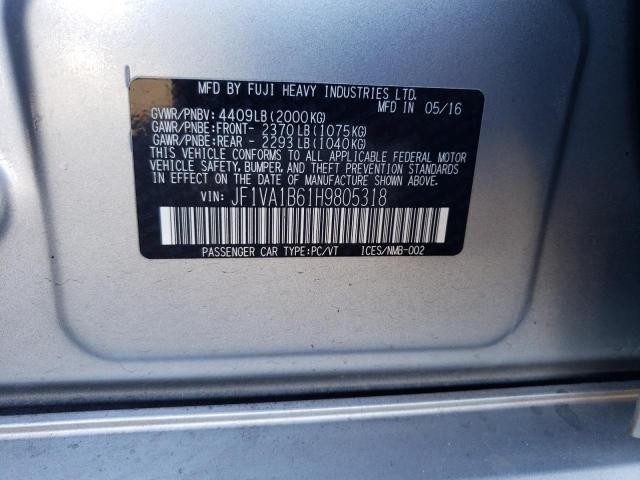 MFD BY FUJI HEAVY INDUSTRIES LTD.
MFD IN 05/16
GVWR/PNBV: 4409LB(2000KG)
GAWR/PNBE:FRONT- 2370LB(1075KG)
GAWR/PNBE:REAR - 2293LB(1040KG)
THIS VEHICLE CONFORMS TO ALL APPLICABLE FEDERAL MOTOR
VEHICLE SAFETY, BUMPER, AND THEFT PREVENTION STANDARDS
IN EFFECT ON THE DATE OF MANUFACTURE SHOWN ABOVE.
VIN: JF1VA1B61H9805318
PASSENGER CAR TYPE:PC/VT ICES/NMB-002